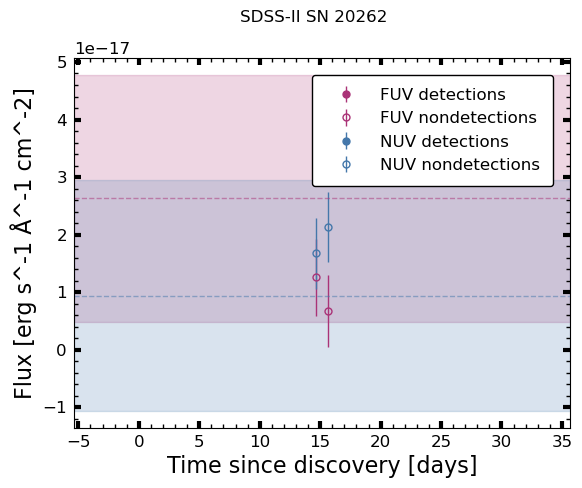 SDSS-II SN 20262
1e−17
FUV detections
FUV nondetections
NUV detections
NUV nondetections
5
4
3
2
1
0
−1
Flux [erg s^-1 Å^-1 cm^-2]
−5 0 5 10 15 20 25 30 35
Time since discovery [days]